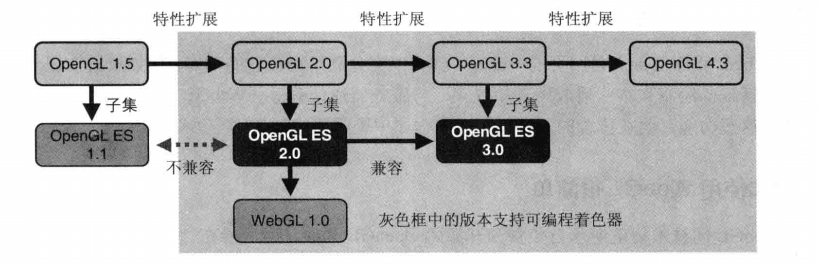 特性扩展 特性扩展 特性扩展
OpenGL 1.5 OpenGL 2.0 OpenGL 3.3 OpenGL 4.3
子集 子集 子集
OpenGL ES
1.1
不兼容
OpenGL ES
2.0
兼容
OpenGL ES
3.0
WebGL 1.0 灰色框中的版本支持可编程着色器